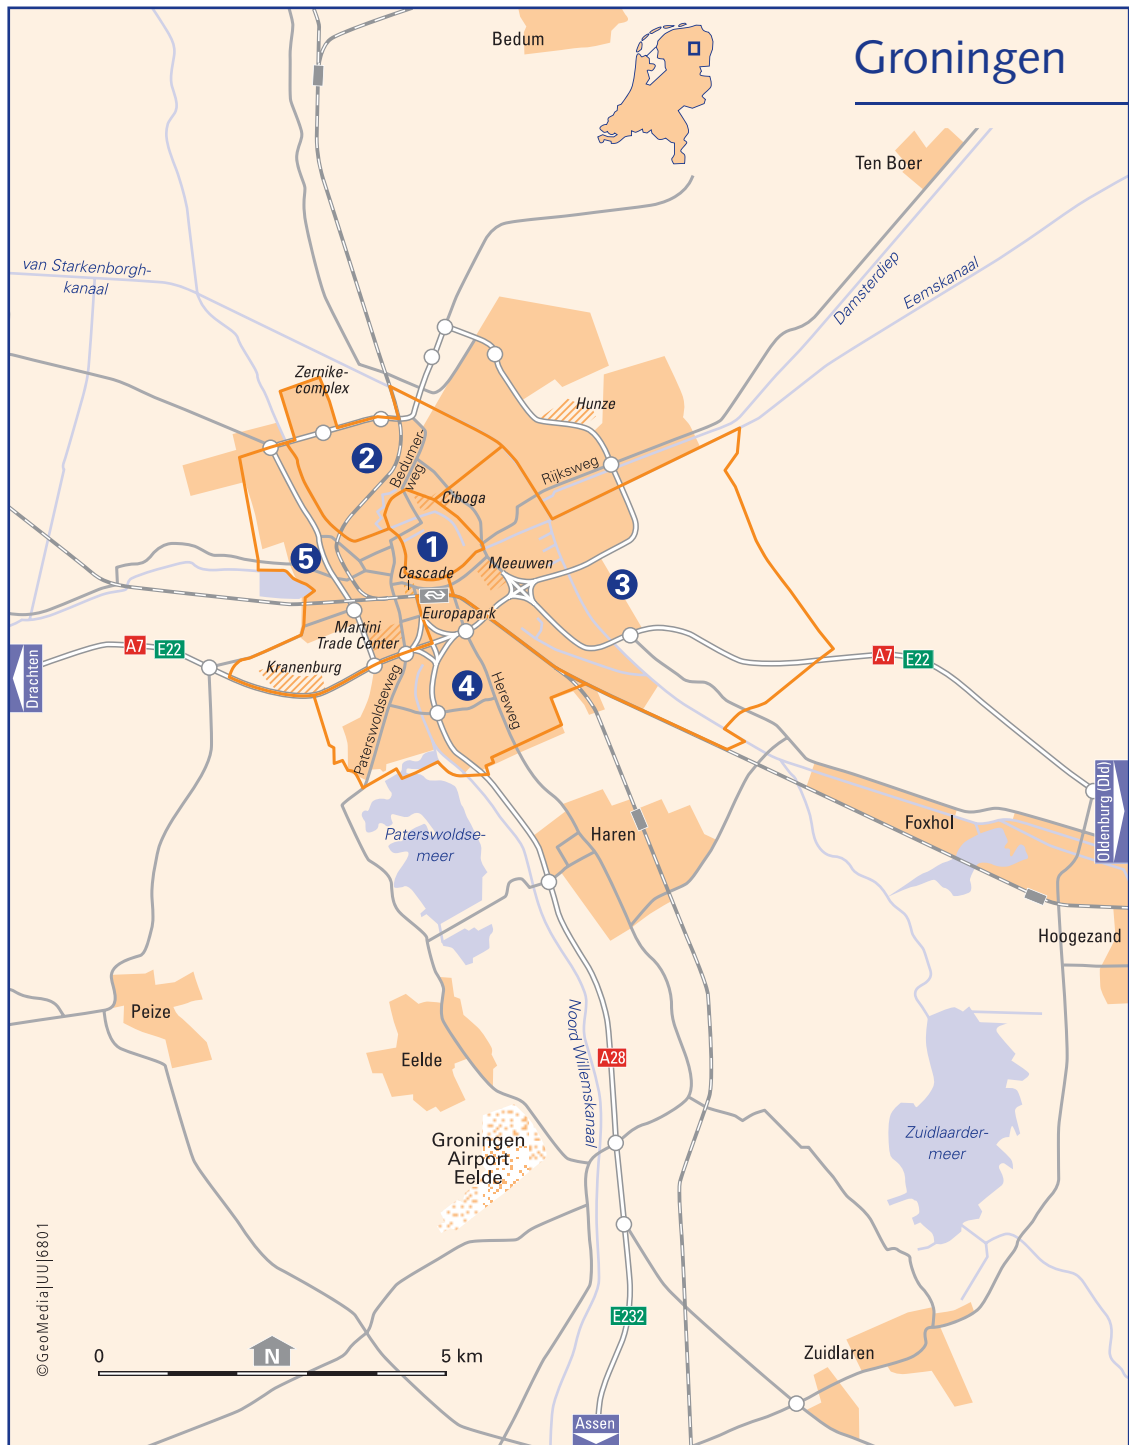 Groningen
Bedum
Ten Boer
van Starkenborgh-
kanaal
Damsterdiep
Eemskanaal
Zernike-
complex
Hunze
2
Bedumer-
weg
Rijksweg
Ciboga
1
5
Cascade
Meeuwen
3
Europapark
Martini
Trade Center
A7
E22
Kranenburg
Drachten
4
Hereweg
Paterswoldseweg
A7
E22
Oldenburg (Dld)
Paterswoldse-
meer
Haren
Foxhol
Hoogezand
Peize
Eelde
Noord Willemskanaal
A28
Groningen
Airport
Eelde
Zuidlaarder-
meer
E232
Zuidlaren
Assen
0
N
5 km
©GeoMedia|UU|6801